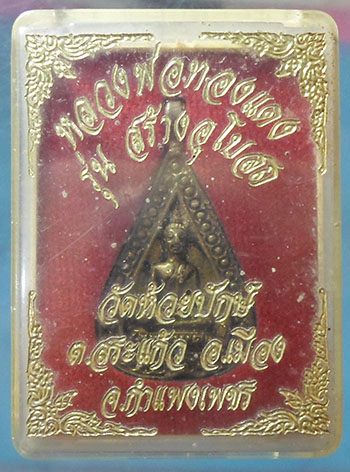 หลวงพ่อทองแดง
รุ่น สร้างอุโบสถ
วัดห้วยปักษ์
ต.สระแก้ว อ.เมือง
จ.กำแพงเพชร